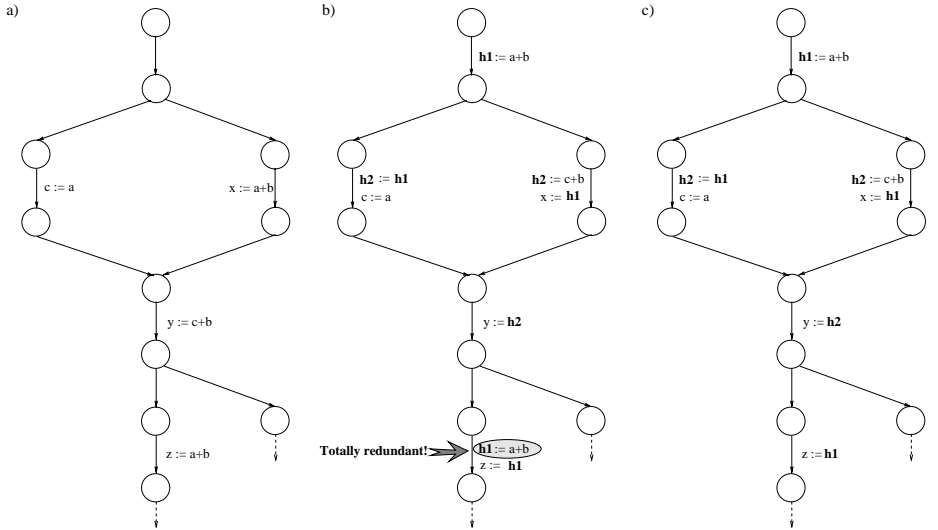 a)
c := a
x := a+b
y := c+b
z := a+b
b)
h1 := a+b
h2 := h1
c := a
h2 := c+b
x := h1
y := h2
Totally redundant!
h1 := a+b
z := h1
c)
h1 := a+b
h2 := h1
c := a
h2 := c+b
x := h1
y := h2
z := h1